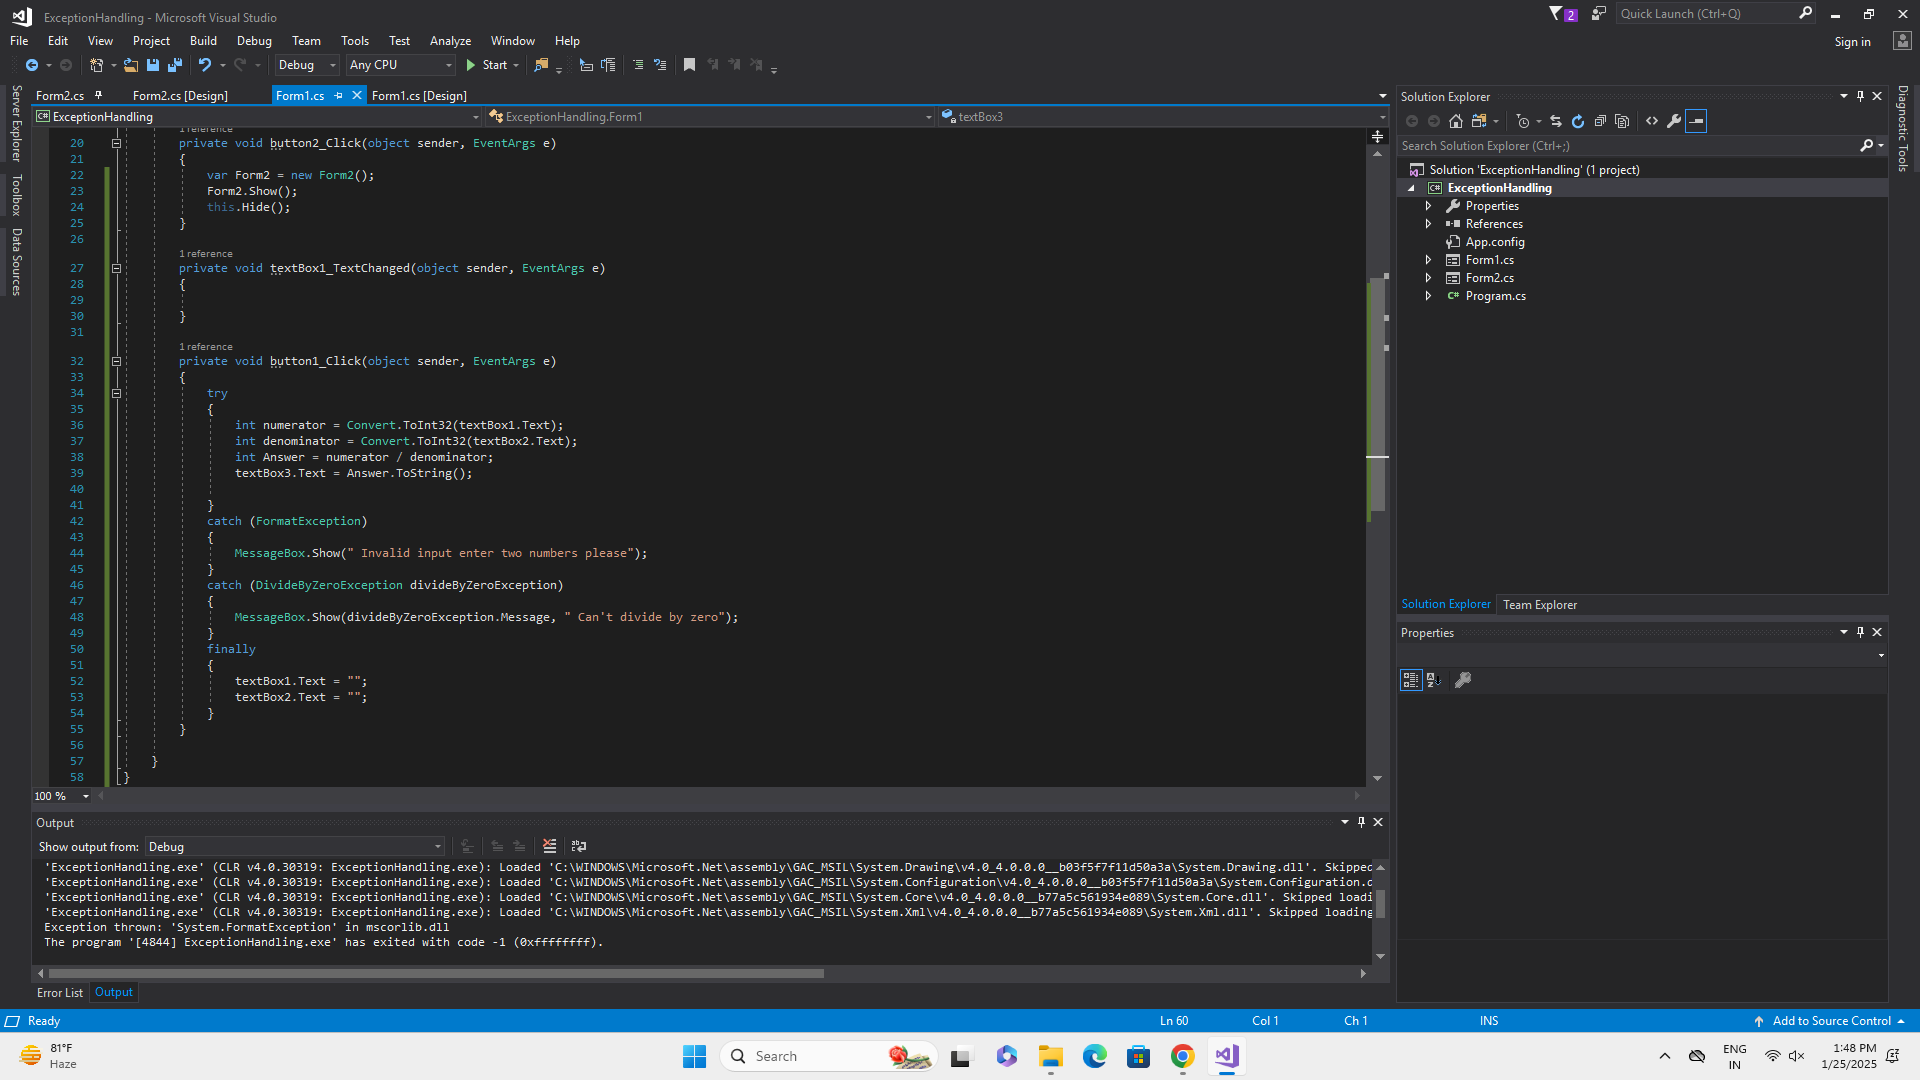 ExceptionHandling - Microsoft Visual Studio
2
Quick Launch (Ctrl+Q)
File Edit View Project Build Debug Team Tools Test Analyze Window Help
Sign in
Debug Any CPU Start
Server Explorer
Toolbox
Data Sources
Form2.cs Form2.cs [Design] Form1.cs Form1.cs [Design]
ExceptionHandling ExceptionHandling.Form1 textBox3
1 reference
20 private void button2_Click(object sender, EventArgs e)
21 {
22 var Form2 = new Form2();
23 Form2.Show();
24 this.Hide();
25 }
26
1 reference
27 private void textBox1_TextChanged(object sender, EventArgs e)
28 {
29
30 }
31
1 reference
32 private void button1_Click(object sender, EventArgs e)
33 {
34 try
35 {
36 int numerator = Convert.ToInt32(textBox1.Text);
37 int denominator = Convert.ToInt32(textBox2.Text);
38 int Answer = numerator / denominator;
39 textBox3.Text = Answer.ToString();
40
41 }
42 catch (FormatException)
43 {
44 MessageBox.Show(" Invalid input enter two numbers please");
45 }
46 catch (DivideByZeroException divideByZeroException)
47 {
48 MessageBox.Show(divideByZeroException.Message, " Can't divide by zero");
49 }
50 finally
51 {
52 textBox1.Text = "";
53 textBox2.Text = "";
54 }
55 }
56
57 }
58 }
100 %
Output
Show output from: Debug
'ExceptionHandling.exe' (CLR v4.0.30319: ExceptionHandling.exe): Loaded 'C:\WINDOWS\Microsoft.Net\assembly\GAC_MSIL\System.Drawing\v4.0_4.0.0.0__b03f5f7f11d50a3a\System.Drawing.dll'. Skipped
'ExceptionHandling.exe' (CLR v4.0.30319: ExceptionHandling.exe): Loaded 'C:\WINDOWS\Microsoft.Net\assembly\GAC_MSIL\System.Configuration\v4.0_4.0.0.0__b03f5f7f11d50a3a\System.Configuration.d
'ExceptionHandling.exe' (CLR v4.0.30319: ExceptionHandling.exe): Loaded 'C:\WINDOWS\Microsoft.Net\assembly\GAC_MSIL\System.Core\v4.0_4.0.0.0__b77a5c561934e089\System.Core.dll'. Skipped loadi
'ExceptionHandling.exe' (CLR v4.0.30319: ExceptionHandling.exe): Loaded 'C:\WINDOWS\Microsoft.Net\assembly\GAC_MSIL\System.Xml\v4.0_4.0.0.0__b77a5c561934e089\System.Xml.dll'. Skipped loading
Exception thrown: 'System.FormatException' in mscorlib.dll
The program '[4844] ExceptionHandling.exe' has exited with code -1 (0xffffffff).
Error List Output
Solution Explorer
Search Solution Explorer (Ctrl+;)
Solution 'ExceptionHandling' (1 project)
C# ExceptionHandling
Properties
References
App.config
Form1.cs
Form2.cs
C# Program.cs
Solution Explorer Team Explorer
Properties
Diagnostic Tools
Ready Ln 60 Col 1 Ch 1 INS Add to Source Control
81°F
Haze
Search
ENG
IN
1:48 PM
1/25/2025